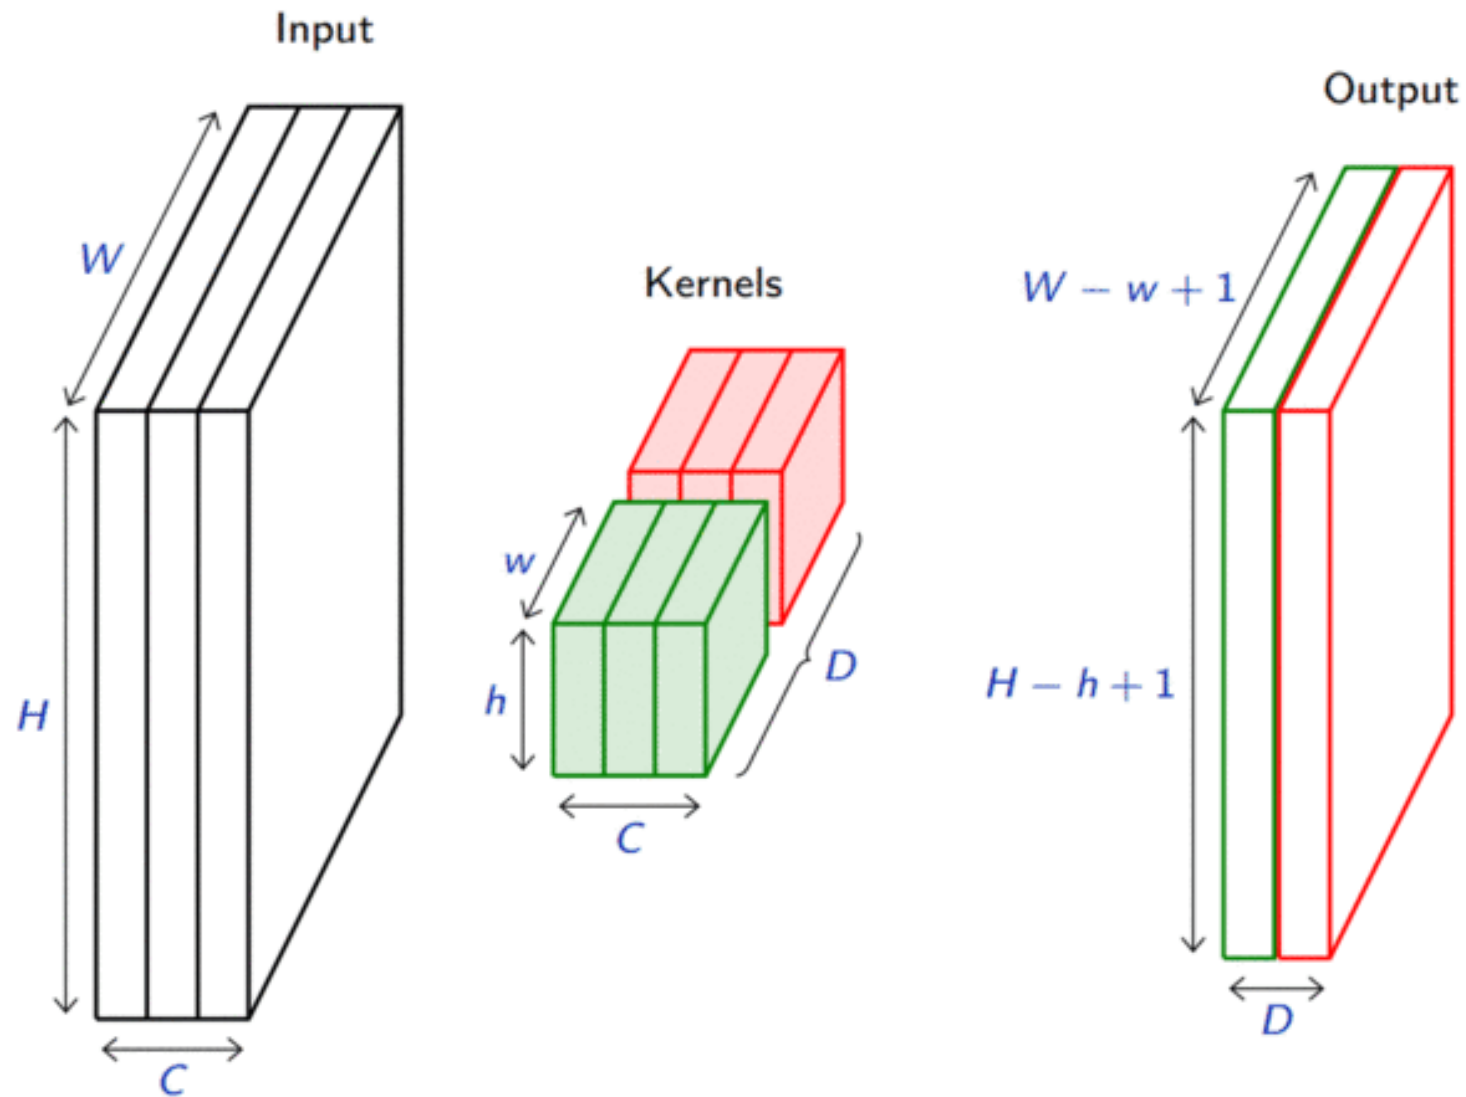 Input
W
H
C
Kernels
w
h
C
D
Output
W − w + 1
H − h + 1
D